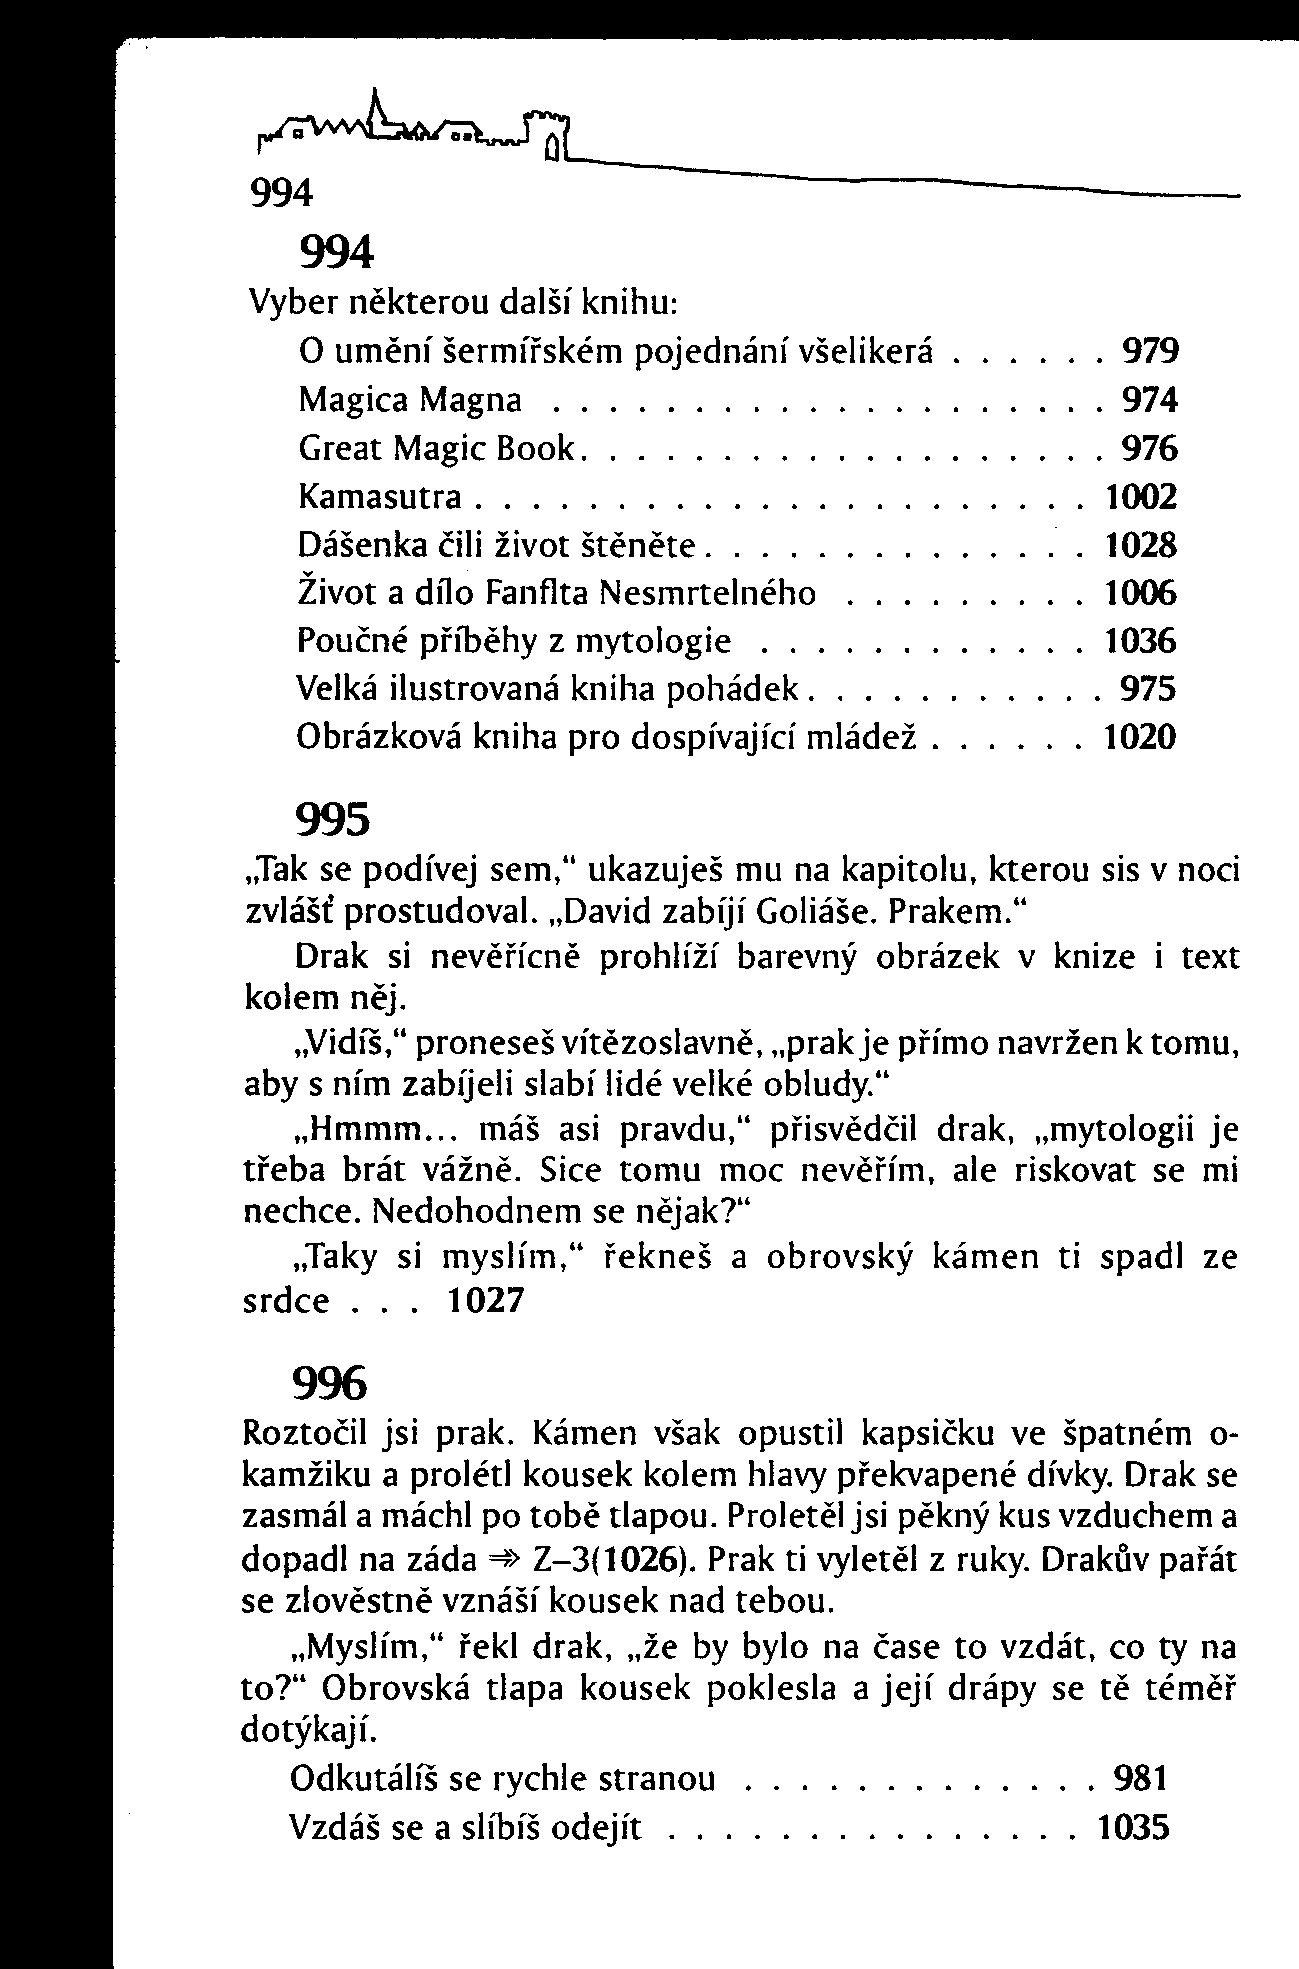 994
994
Vyber některou další knihu:
O umění šermířském pojednání všelikerá . . . . . . 979
Magica Magna . . . . . . . . . . . . . . . . . . . . 974
Great Magic Book. . . . . . . . . . . . . . . . . . . 976
Kamasutra . . . . . . . . . . . . . . . . . . . . . . 1002
Dášenka čili život štěněte. . . . . . . . . . . . . . 1028
Život a dílo Fanflta Nesmrtelného . . . . . . . . . 1006
Poučné příběhy z mytologie . . . . . . . . . . . . 1036
Velká ilustrovaná kniha pohádek. . . . . . . . . . . 975
Obrázková kniha pro dospívající mládež . . . . . . 1020
995
„Tak se podívej sem,“ ukazuješ mu na kapitolu, kterou sis v noci
zvlášť prostudoval. „David zabíjí Goliáše. Prakem.“
Drak si nevěřícně prohlíží barevný obrázek v knize i text
kolem něj.
„Vidíš,“ proneseš vítězoslavně, „prak je přímo navržen k tomu,
aby s ním zabíjeli slabí lidé velké obludy.“
„Hmmm... máš asi pravdu,“ přisvědčil drak, „mytologii je
třeba brát vážně. Sice tomu moc nevěřím, ale riskovat se mi
nechce. Nedohodnem se nějak?“
„Taky si myslím,“ řekneš a obrovský kámen ti spadl ze
srdce . . . 1027
996
Roztočil jsi prak. Kámen však opustil kapsičku ve špatném o-
kamžiku a prolétl kousek kolem hlavy překvapené dívky. Drak se
zasmál a máchl po tobě tlapou. Proletěl jsi pěkný kus vzduchem a
dopadl na záda ⇒ Z–3(1026). Prak ti vyletěl z ruky. Drakův pařát
se zlověstně vznáší kousek nad tebou.
„Myslím,“ řekl drak, „že by bylo na čase to vzdát, co ty na
to?“ Obrovská tlapa kousek poklesla a její drápy se tě téměř
dotýkají.
Odkutálíš se rychle stranou . . . . . . . . . . . . . 981
Vzdáš se a slíbíš odejít . . . . . . . . . . . . . . . 1035